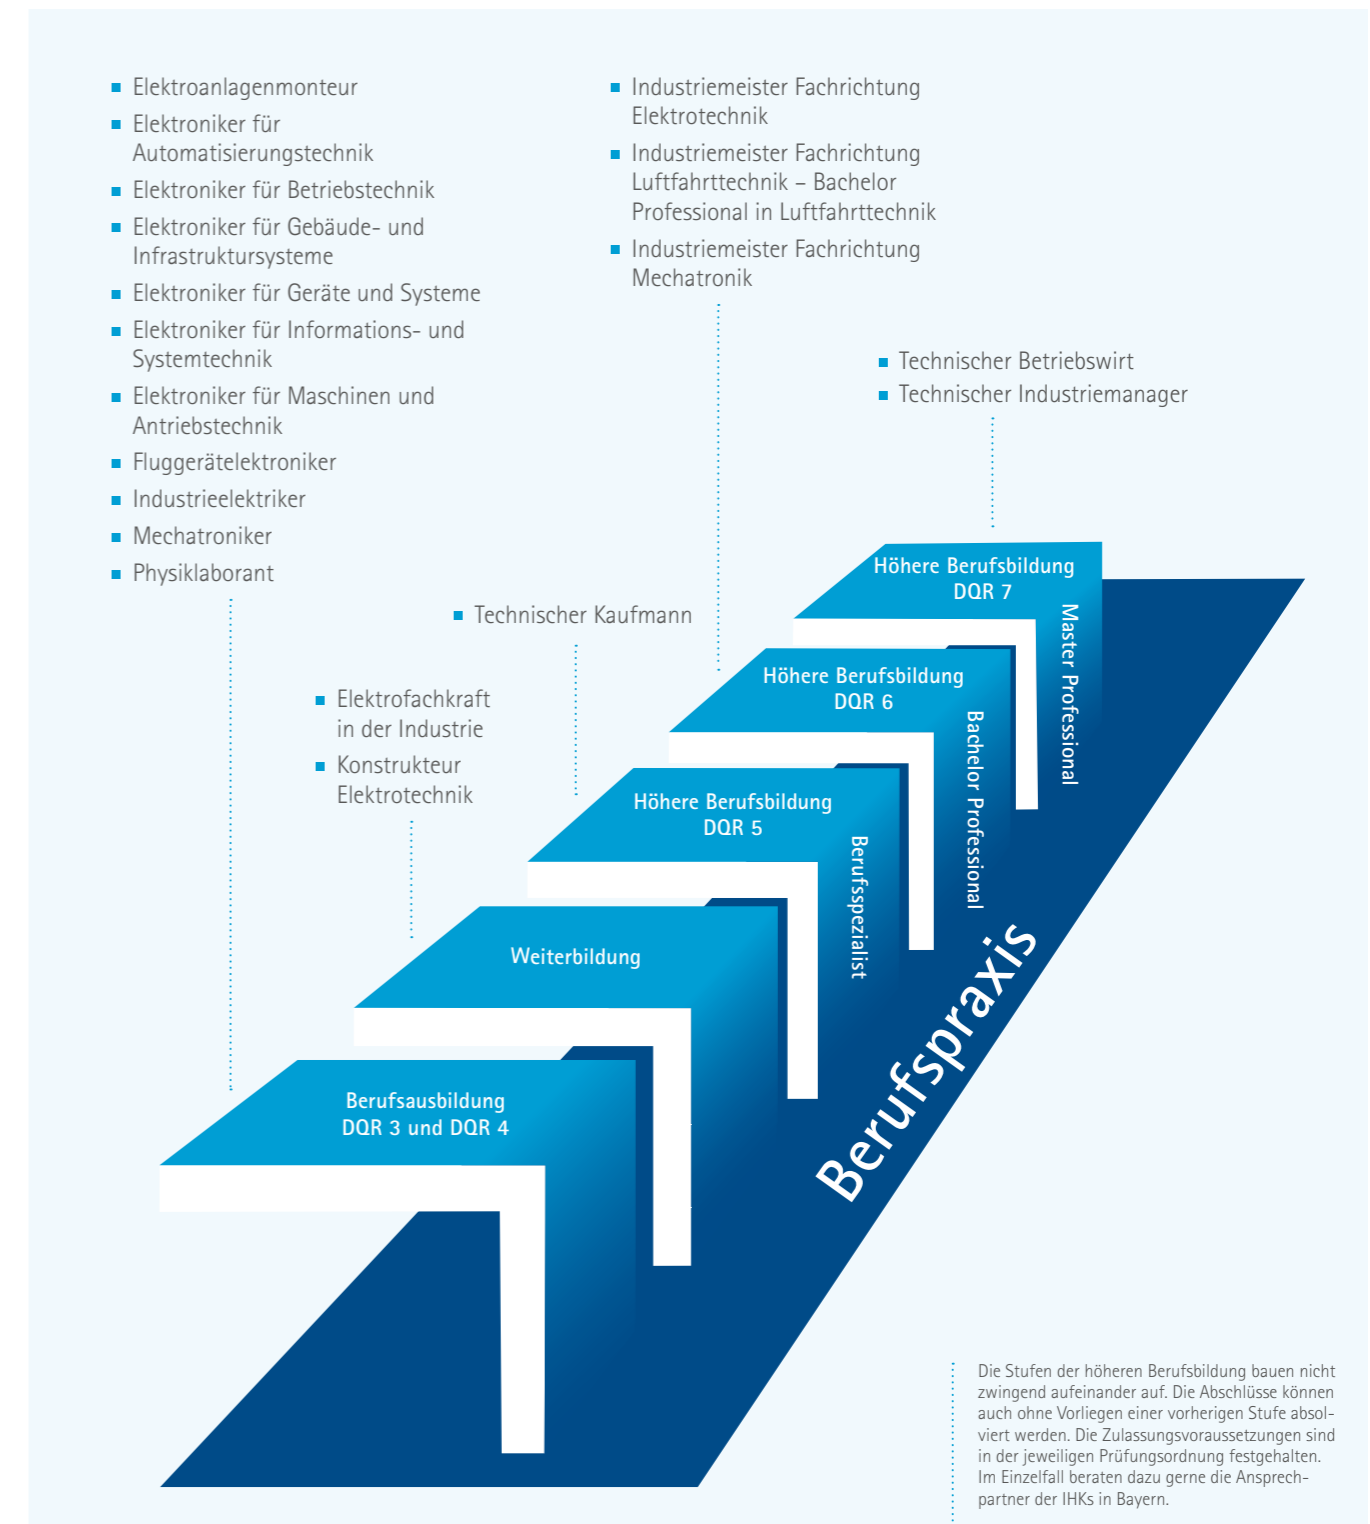 Elektroanlagenmonteur
Elektroniker für
Automatisierungstechnik
Elektroniker für Betriebstechnik
Elektroniker für Gebäude- und
Infrastruktursysteme
Elektroniker für Geräte und Systeme
Elektroniker für Informations- und
Systemtechnik
Elektroniker für Maschinen und
Antriebstechnik
Fluggerätelektroniker
Industrieelektriker
Mechatroniker
Physiklaborant
Industriemeister Fachrichtung
Elektrotechnik
Industriemeister Fachrichtung
Luftfahrttechnik – Bachelor
Professional in Luftfahrttechnik
Industriemeister Fachrichtung
Mechatronik
Technischer Betriebswirt
Technischer Industriemanager
Technischer Kaufmann
Elektrofachkraft
in der Industrie
Konstrukteur
Elektrotechnik
Höhere Berufsbildung
DQR 7
Master Professional
Höhere Berufsbildung
DQR 6
Bachelor Professional
Höhere Berufsbildung
DQR 5
Berufsspezialist
Weiterbildung
Berufsausbildung
DQR 3 und DQR 4
Berufspraxis
Die Stufen der höheren Berufsbildung bauen nicht
zwingend aufeinander auf. Die Abschlüsse können
auch ohne Vorliegen einer vorherigen Stufe absol-
viert werden. Die Zulassungsvoraussetzungen sind
in der jeweiligen Prüfungsordnung festgehalten.
Im Einzelfall beraten dazu gerne die Ansprech-
partner der IHKs in Bayern.